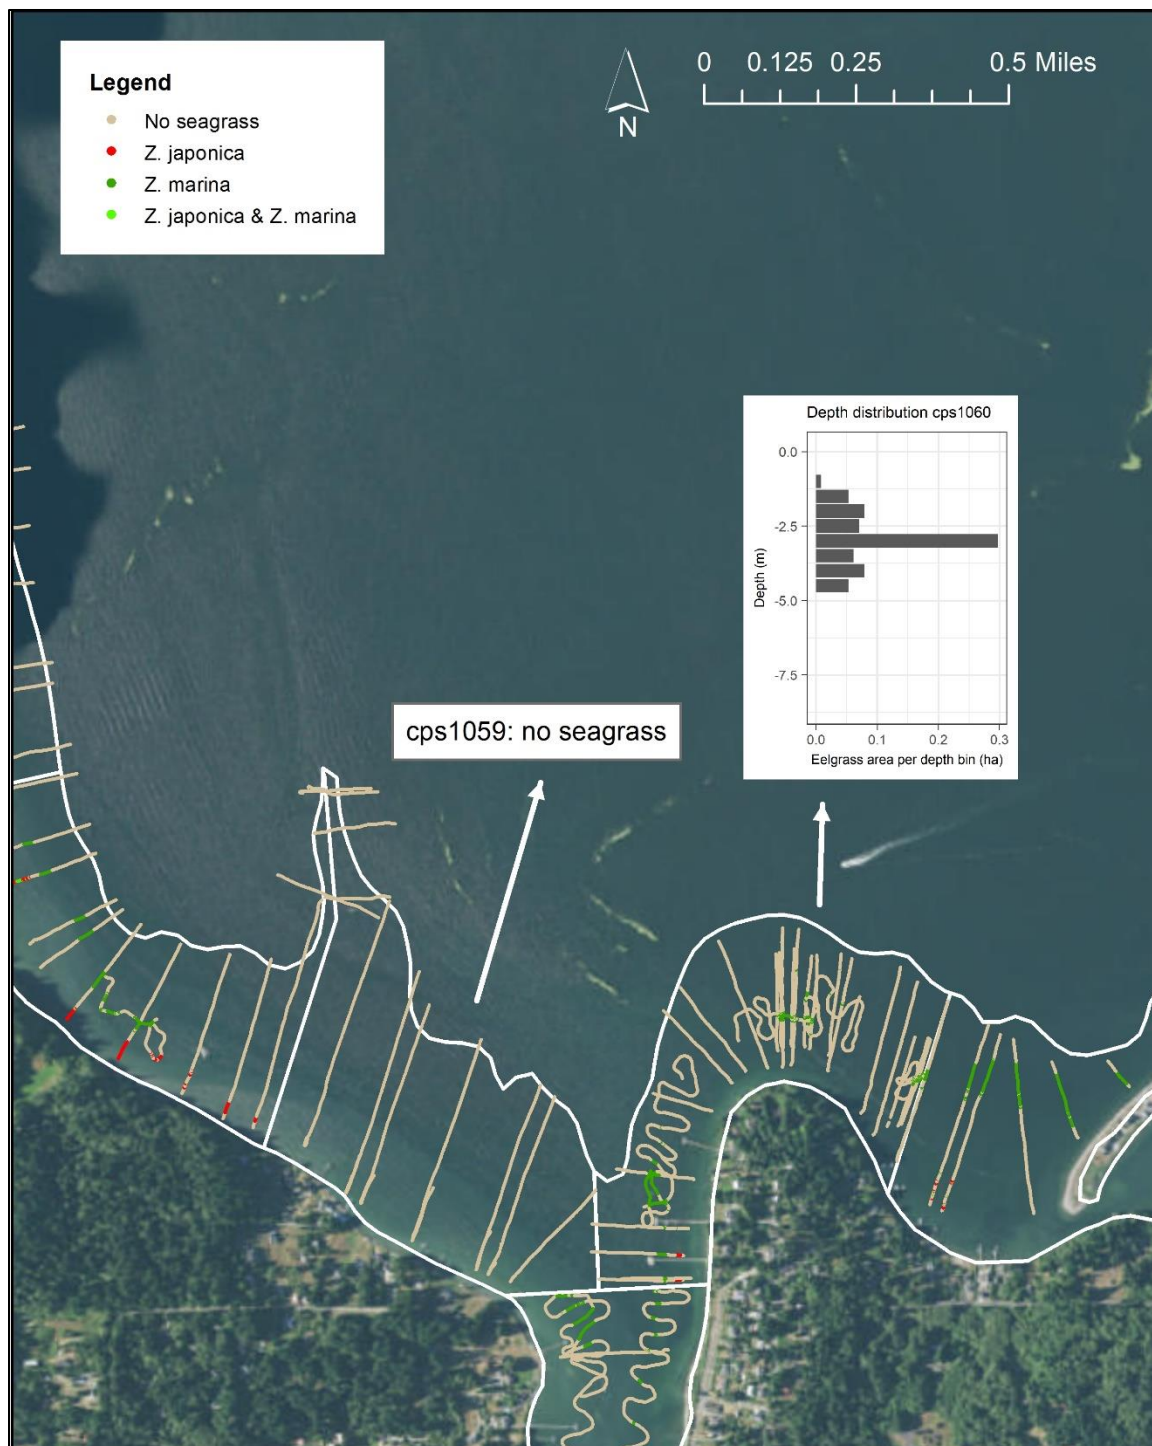 Legend
No seagrass
Z. japonica
Z. marina
Z. japonica & Z. marina
N
0 0.125 0.25 0.5 Miles
Depth distribution cps1060
0.0
-2.5
-5.0
-7.5
Depth (m)
0.0 0.1 0.2 0.3
Eelgrass area per depth bin (ha)
cps1059: no seagrass